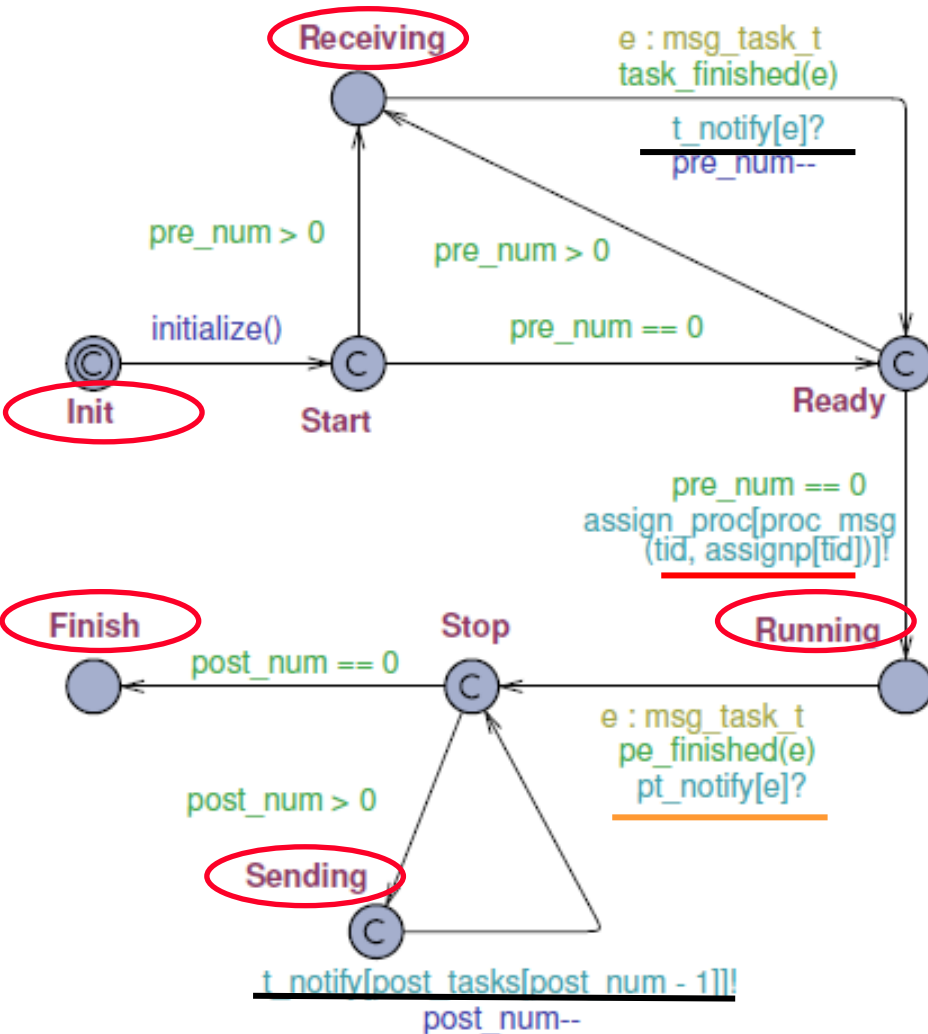 Receiving
e : msg_task_t
task_finished(e)
t_notify[e]?
pre_num--
pre_num > 0
pre_num > 0
initialize()
pre_num == 0
C
C
C
Init
Start
Ready
pre_num == 0
assign_proc[proc_msg
(tid, assignp[tid])]!
Finish
Stop
Running
post_num == 0
C
e : msg_task_t
pe_finished(e)
pt_notify[e]?
post_num > 0
Sending
C
t_notify[post_tasks[post_num - 1]]!
post_num--